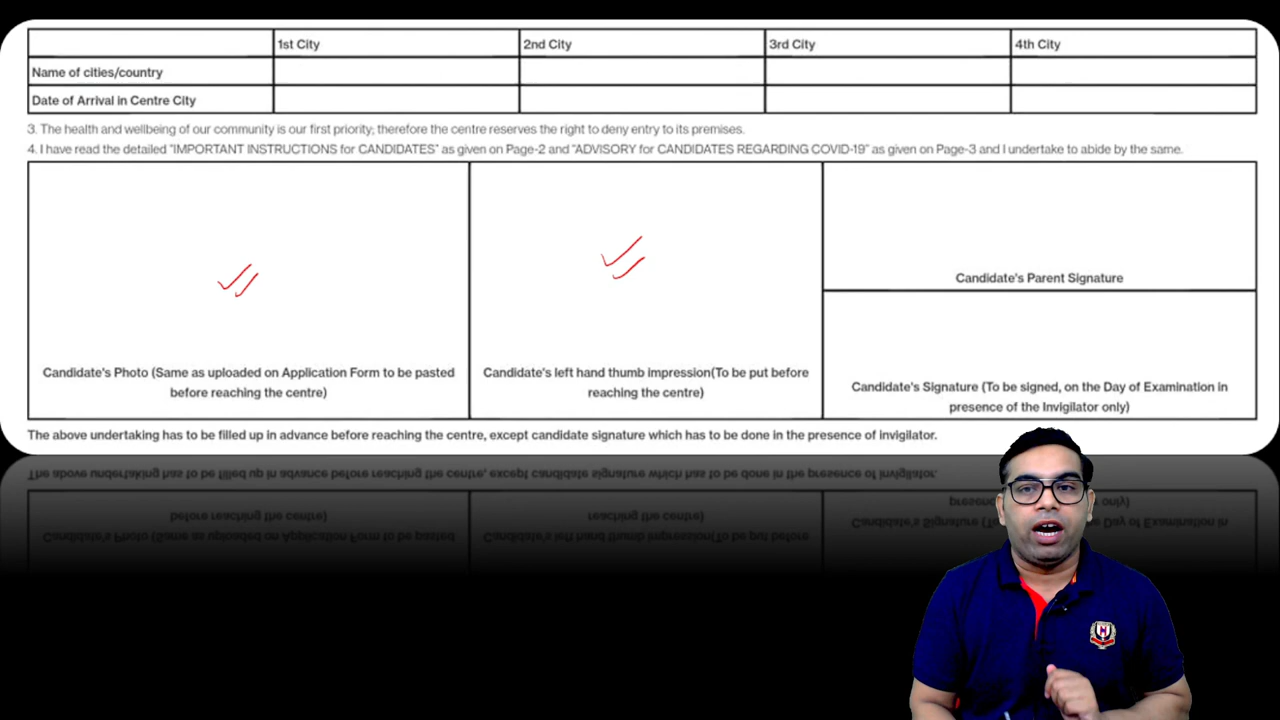 1st City
2nd City
3rd City
4th City
Name of cities/country
Date of Arrival in Centre City
3. The health and wellbeing of our community is our first priority; therefore the centre reserves the right to deny entry to its premises.
4. I have read the detailed "IMPORTANT INSTRUCTIONS for CANDIDATES" as given on Page-2 and "ADVISORY for CANDIDATES REGARDING COVID-19" as given on Page-3 and I undertake to abide by the same.
Candidate's Photo (Same as uploaded on Application Form to be pasted
before reaching the centre)
Candidate's left hand thumb impression(To be put before
reaching the centre)
Candidate's Parent Signature
Candidate's Signature (To be signed, on the Day of Examination in
presence of the Invigilator only)
The above undertaking has to be filled up in advance before reaching the centre, except candidate signature which has to be done in the presence of invigilator.